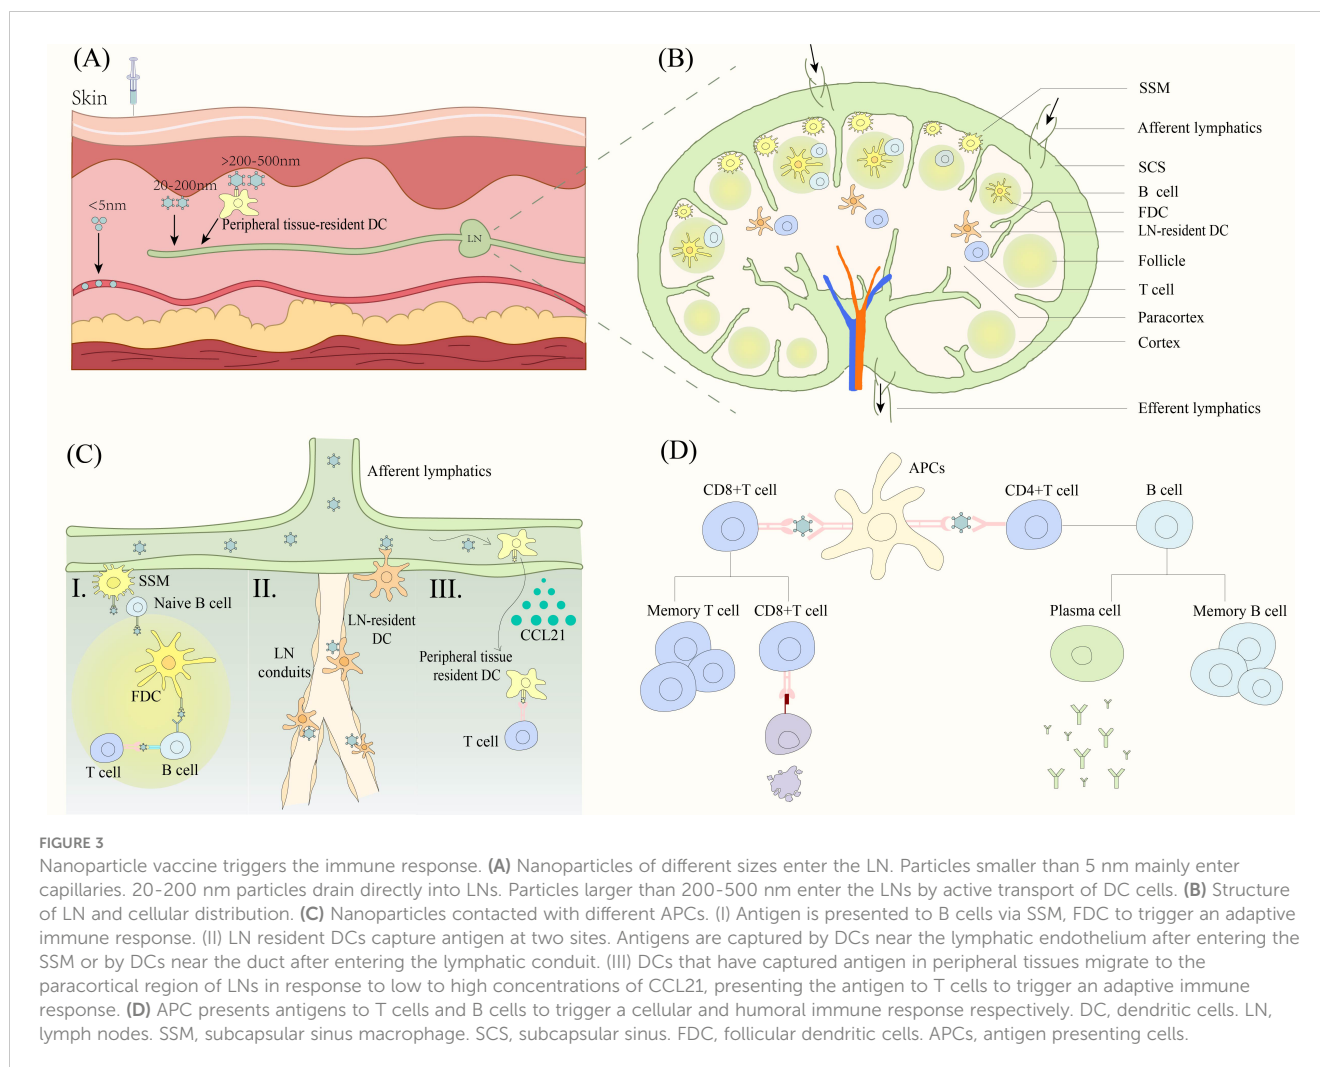 (A)
Skin
>200-500nm
20-200nm
<5nm
Peripheral tissue-resident DC
LN
(B)
SSM
Afferent lymphatics
SCS
B cell
FDC
LN-resident DC
Follicle
T cell
Paracortex
Cortex
Efferent lymphatics
(C)
Afferent lymphatics
I.
SSM
Naive B cell
FDC
T cell
B cell
II.
LN-resident
DC
LN
conduits
III.
CCL21
Peripheral tissue
resident DC
T cell
(D)
APCs
CD8+T cell
CD4+T cell
B cell
Memory T cell
CD8+T cell
Plasma cell
Memory B cell
FIGURE 3
Nanoparticle vaccine triggers the immune response. (A) Nanoparticles of different sizes enter the LN. Particles smaller than 5 nm mainly enter
capillaries. 20-200 nm particles drain directly into LNs. Particles larger than 200-500 nm enter the LNs by active transport of DC cells. (B) Structure
of LN and cellular distribution. (C) Nanoparticles contacted with different APCs. (I) Antigen is presented to B cells via SSM, FDC to trigger an adaptive
immune response. (II) LN resident DCs capture antigen at two sites. Antigens are captured by DCs near the lymphatic endothelium after entering the
SSM or by DCs near the duct after entering the lymphatic conduit. (III) DCs that have captured antigen in peripheral tissues migrate to the
paracortical region of LNs in response to low to high concentrations of CCL21, presenting the antigen to T cells to trigger an adaptive immune
response. (D) APC presents antigens to T cells and B cells to trigger a cellular and humoral immune response respectively. DC, dendritic cells. LN,
lymph nodes. SSM, subcapsular sinus macrophage. SCS, subcapsular sinus. FDC, follicular dendritic cells. APCs, antigen presenting cells.